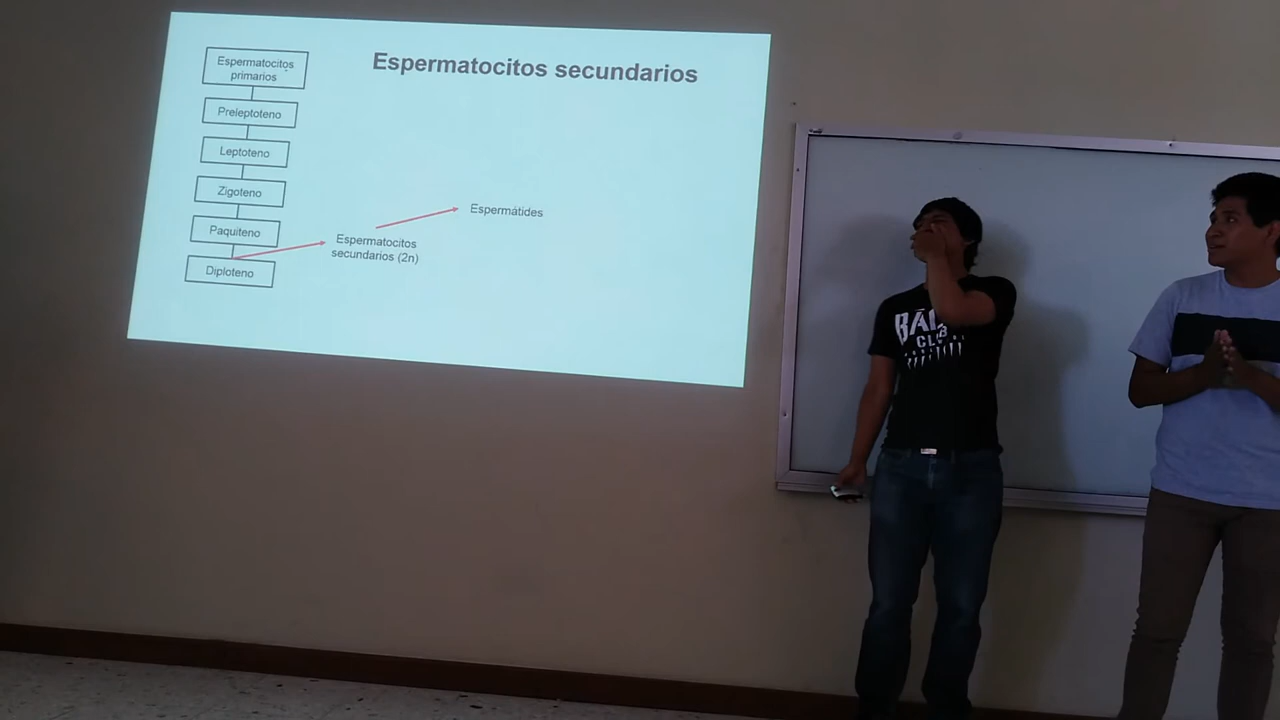 Espermatocitos secundarios
Espermatocitos
primarios
Preleptoteno
Leptoteno
Zigoteno
Paquiteno
Diploteno
Espermatocitos
secundarios (2n)
Espermátides